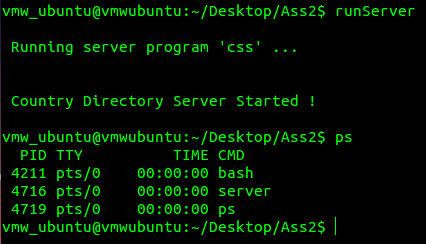 vmw_ubuntu@vmwubuntu:~/Desktop/Ass2$ runServer
Running server program 'css' ...
Country Directory Server Started !
vmw_ubuntu@vmwubuntu:~/Desktop/Ass2$ ps
PID TTY TIME CMD
4211 pts/0 00:00:00 bash
4716 pts/0 00:00:00 server
4719 pts/0 00:00:00 ps
vmw_ubuntu@vmwubuntu:~/Desktop/Ass2$